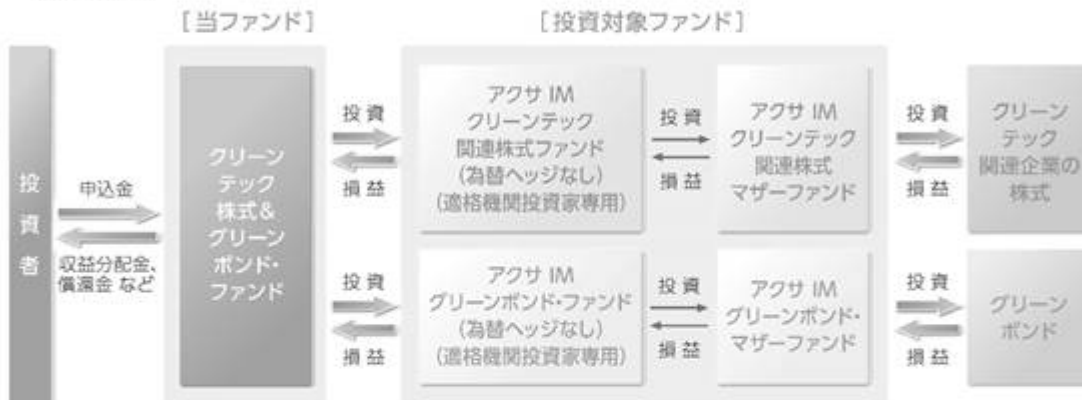 [当ファンド]
[投資対象ファンド]
投資者
申込金
収益分配金、
償還金 など
クリーン
テック
株式&
グリーン
ボンド・
ファンド
投資
損益
アクサ IM
クリーンテック
関連株式ファンド
(為替ヘッジなし)
(適格機関投資家専用)
投資
損益
アクサ IM
クリーンテック
関連株式
マザーファンド
投資
損益
クリーン
テック
関連企業の
株式
投資
損益
アクサ IM
グリーンボンド・ファンド
(為替ヘッジなし)
(適格機関投資家専用)
投資
損益
アクサ IM
グリーンボンド・
マザーファンド
投資
損益
グリーン
ボンド